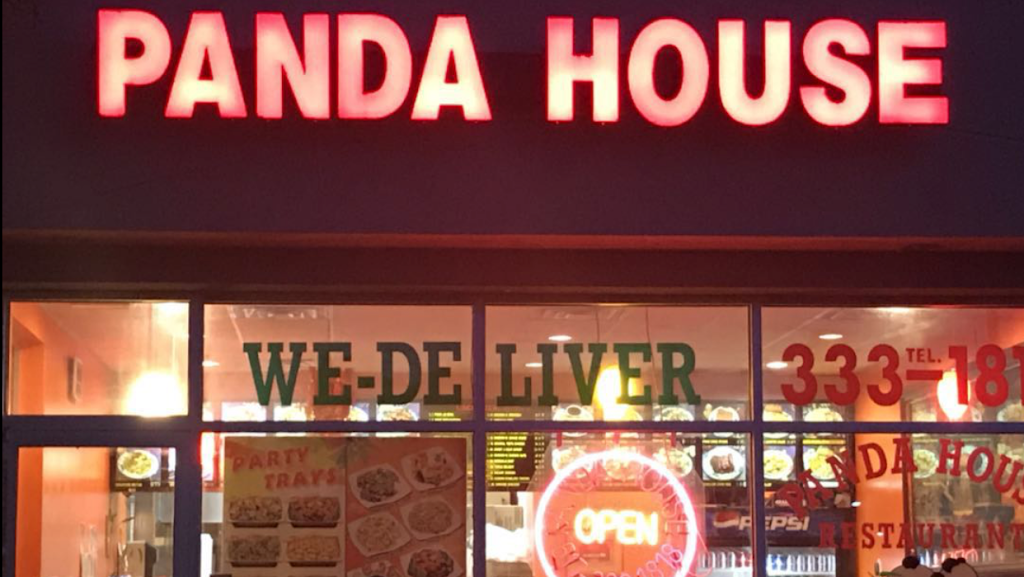 PANDA HOUSE
WE-DE LIVER
TEL.
333-181
PARTY
TRAYS
OPEN
PEPSI
PANDA HOUS
RESTAURANT